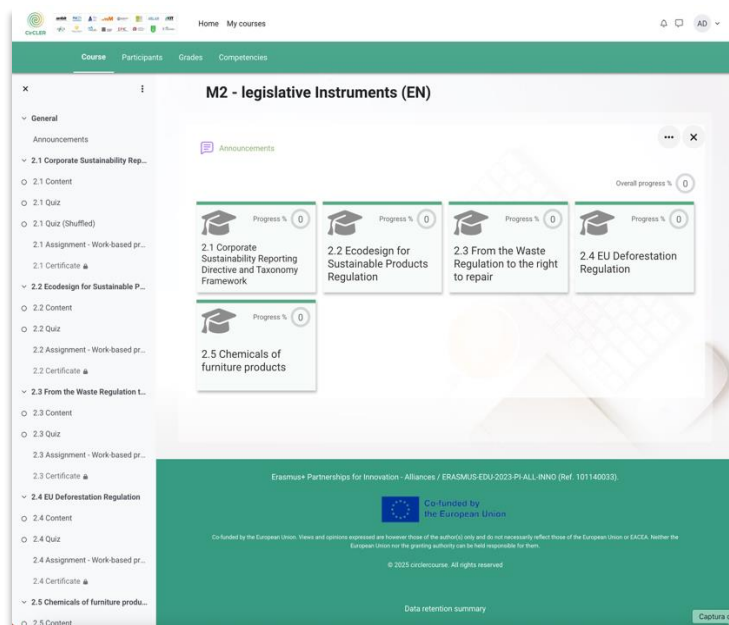 CirCLER
Home My courses
AD
Course Participants Grades Competencies
General
Announcements
2.1 Corporate Sustainability Rep...
2.1 Content
2.1 Quiz
2.1 Quiz (Shuffled)
2.1 Assignment - Work-based pr...
2.1 Certificate
2.2 Ecodesign for Sustainable P...
2.2 Content
2.2 Quiz
2.2 Assignment - Work-based pr...
2.2 Certificate
2.3 From the Waste Regulation t...
2.3 Content
2.3 Quiz
2.3 Assignment - Work-based pr...
2.3 Certificate
2.4 EU Deforestation Regulation
2.4 Content
2.4 Quiz
2.4 Assignment - Work-based pr...
2.4 Certificate
2.5 Chemicals of furniture produ...
2.5 Content
M2 - legislative Instruments (EN)
Announcements
Overall progress % 0
Progress % 0
2.1 Corporate
Sustainability Reporting
Directive and Taxonomy
Framework
Progress % 0
2.2 Ecodesign for
Sustainable Products
Regulation
Progress % 0
2.3 From the Waste
Regulation to the right
to repair
Progress % 0
2.4 EU Deforestation
Regulation
Progress % 0
2.5 Chemicals of
furniture products
Erasmus+ Partnerships for Innovation - Alliances / ERASMUS-EDU-2023-PI-ALL-INNO (Ref. 101140033).
Co-funded by
the European Union
Co-funded by the European Union. Views and opinions expressed are however those of the author(s) only and do not necessarily reflect those of the European Union or EACEA. Neither the
European Union nor the granting authority can be held responsible for them.
© 2025 circlercourse. All rights reserved
Data retention summary
Captura